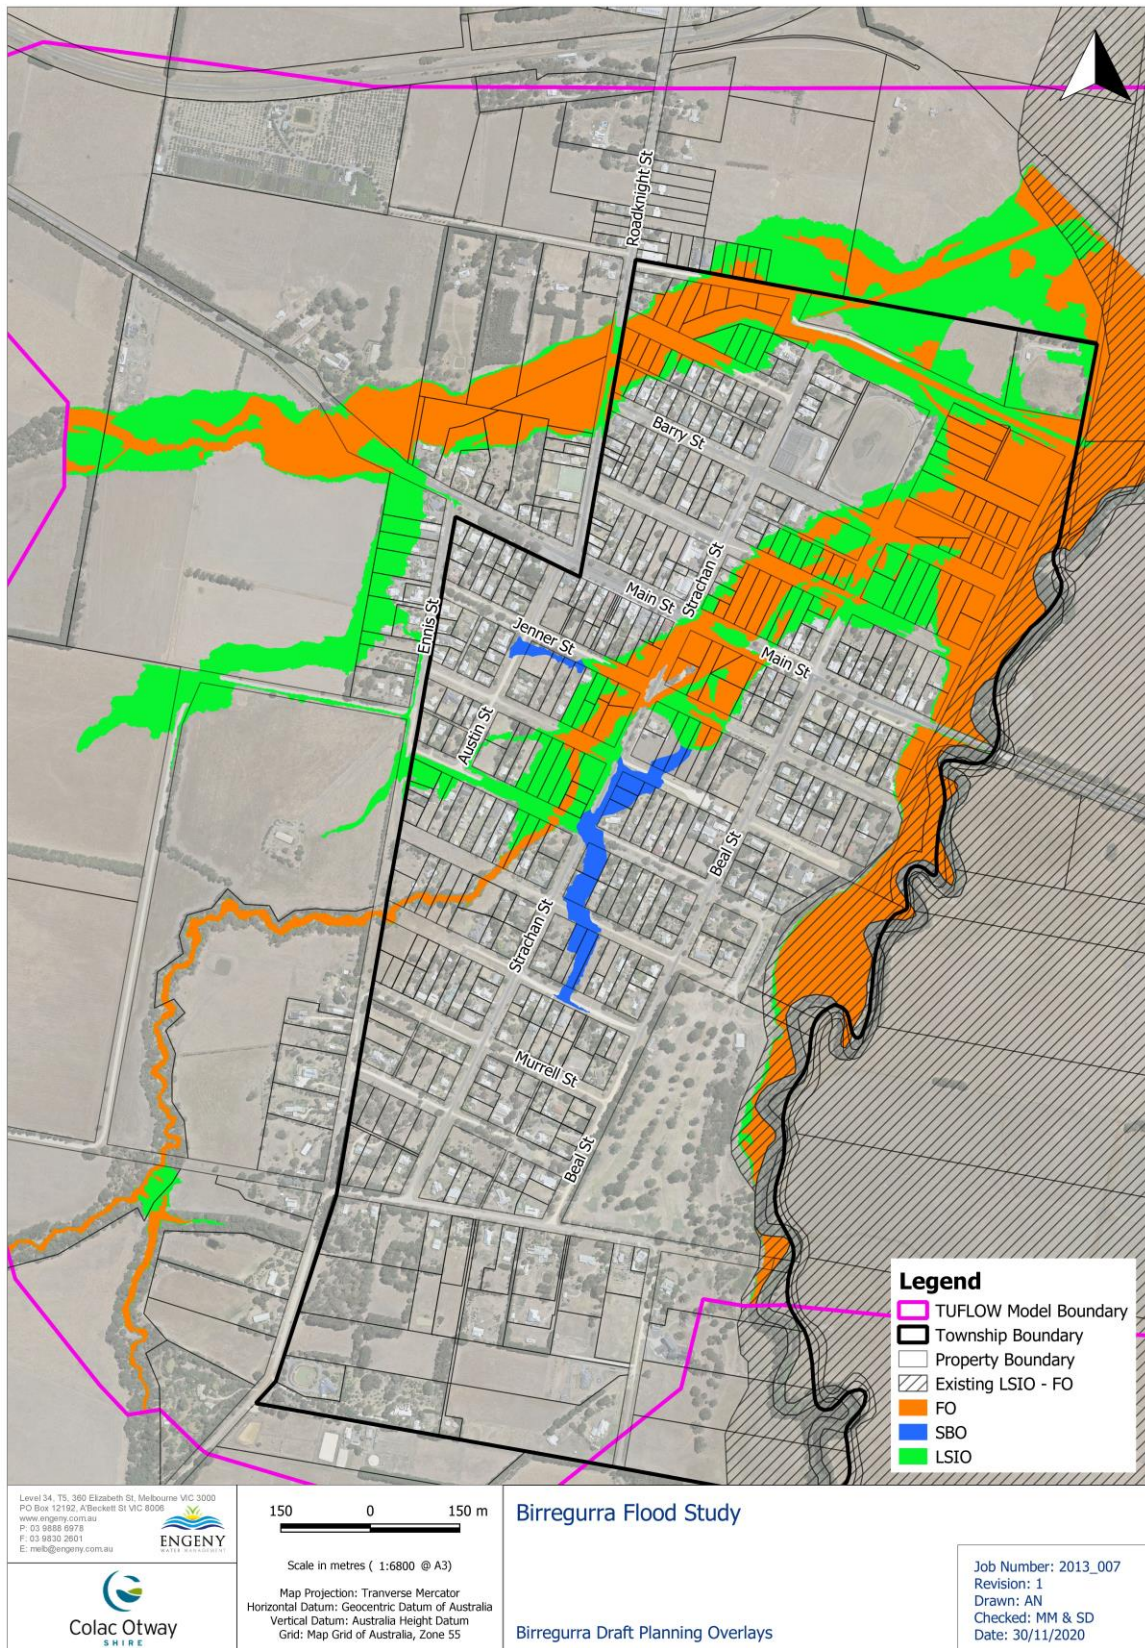 Roadknight St
Barry St
Strachan St
Main St
Jenner St
Main St
Ennis St
Austin St
Beal St
Strachan St
Murrell St
Beal St
Legend
TUFLOW Model Boundary
Township Boundary
Property Boundary
Existing LSIO - FO
FO
SBO
LSIO
Level 34, T5, 360 Elizabeth St, Melbourne VIC 3000
PO Box 12192, A'Beckett St VIC 8006
www.engeny.com.au
P: 03 9888 6978
F: 03 9830 2601
E: melb@engeny.com.au
ENGENY
WATER MANAGEMENT
Colac Otway
SHIRE
150 0 150 m
Scale in metres ( 1:6800 @ A3)
Map Projection: Tranverse Mercator
Horizontal Datum: Geocentric Datum of Australia
Vertical Datum: Australia Height Datum
Grid: Map Grid of Australia, Zone 55
Birregurra Flood Study
Birregurra Draft Planning Overlays
Job Number: 2013_007
Revision: 1
Drawn: AN
Checked: MM & SD
Date: 30/11/2020